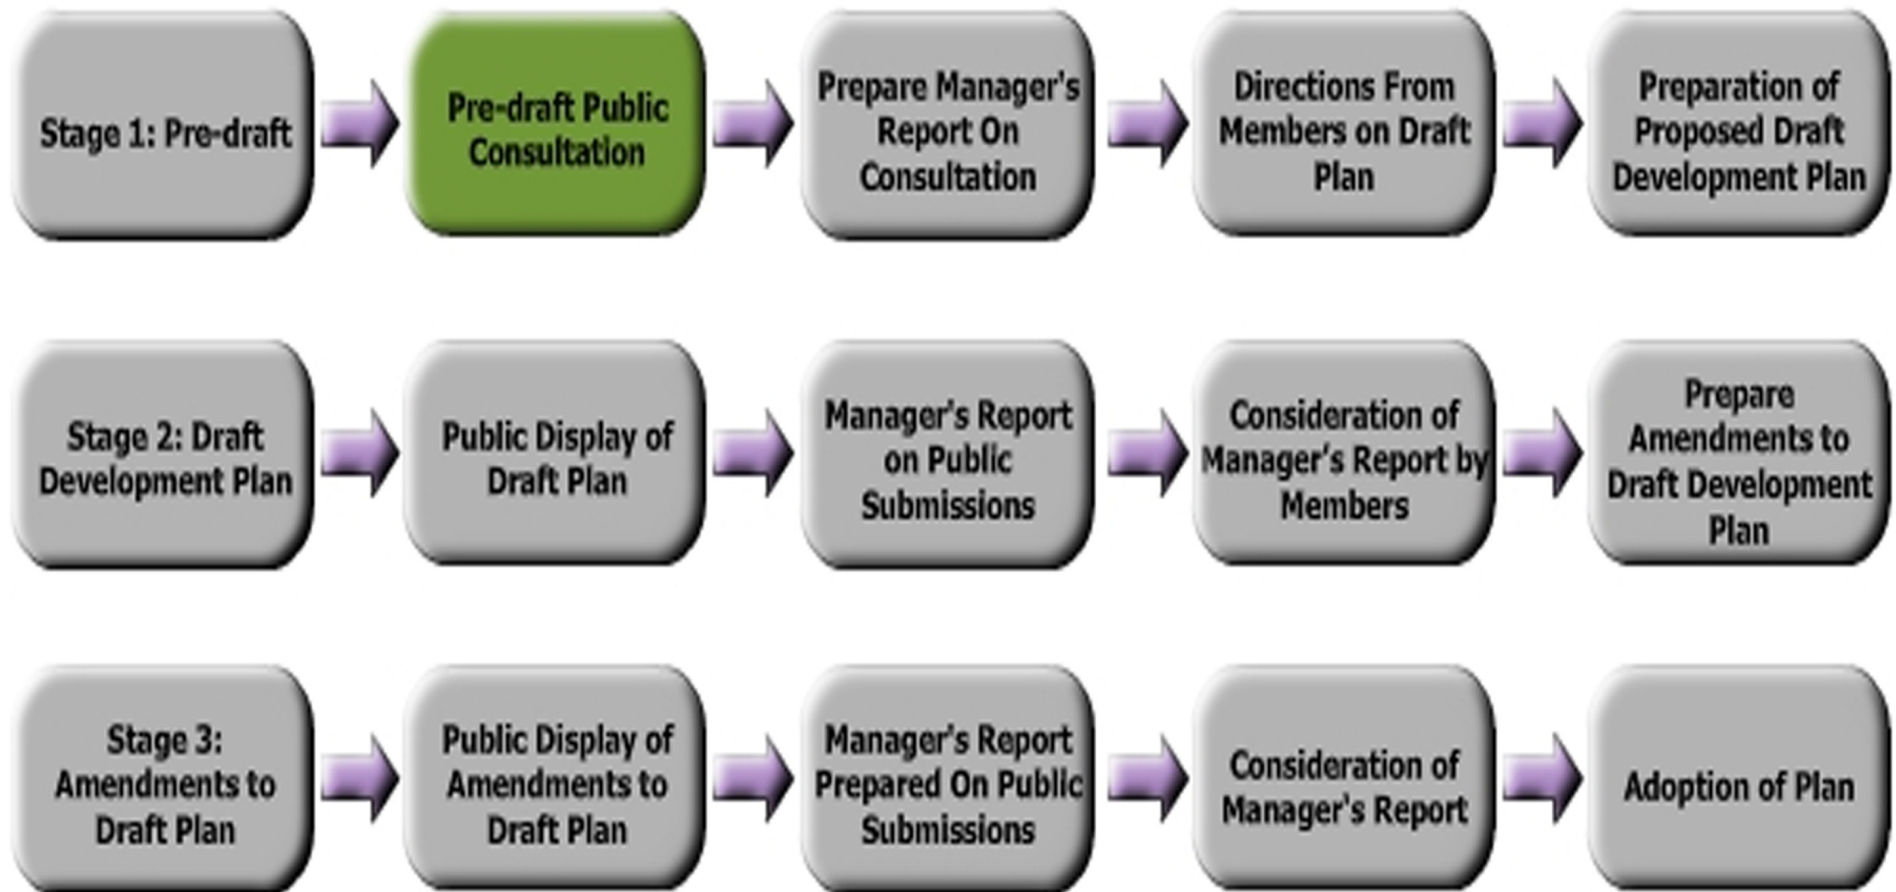 Stage 1: Pre-draft
Pre-draft Public
Consultation
Prepare Manager's
Report On
Consultation
Directions From
Members on Draft
Plan
Preparation of
Proposed Draft
Development Plan
Stage 2: Draft
Development Plan
Public Display of
Draft Plan
Manager's Report
on Public
Submissions
Consideration of
Manager's Report by
Members
Prepare
Amendments to
Draft Development
Plan
Stage 3:
Amendments to
Draft Plan
Public Display of
Amendments to
Draft Plan
Manager's Report
Prepared On Public
Submissions
Consideration of
Manager's Report
Adoption of Plan